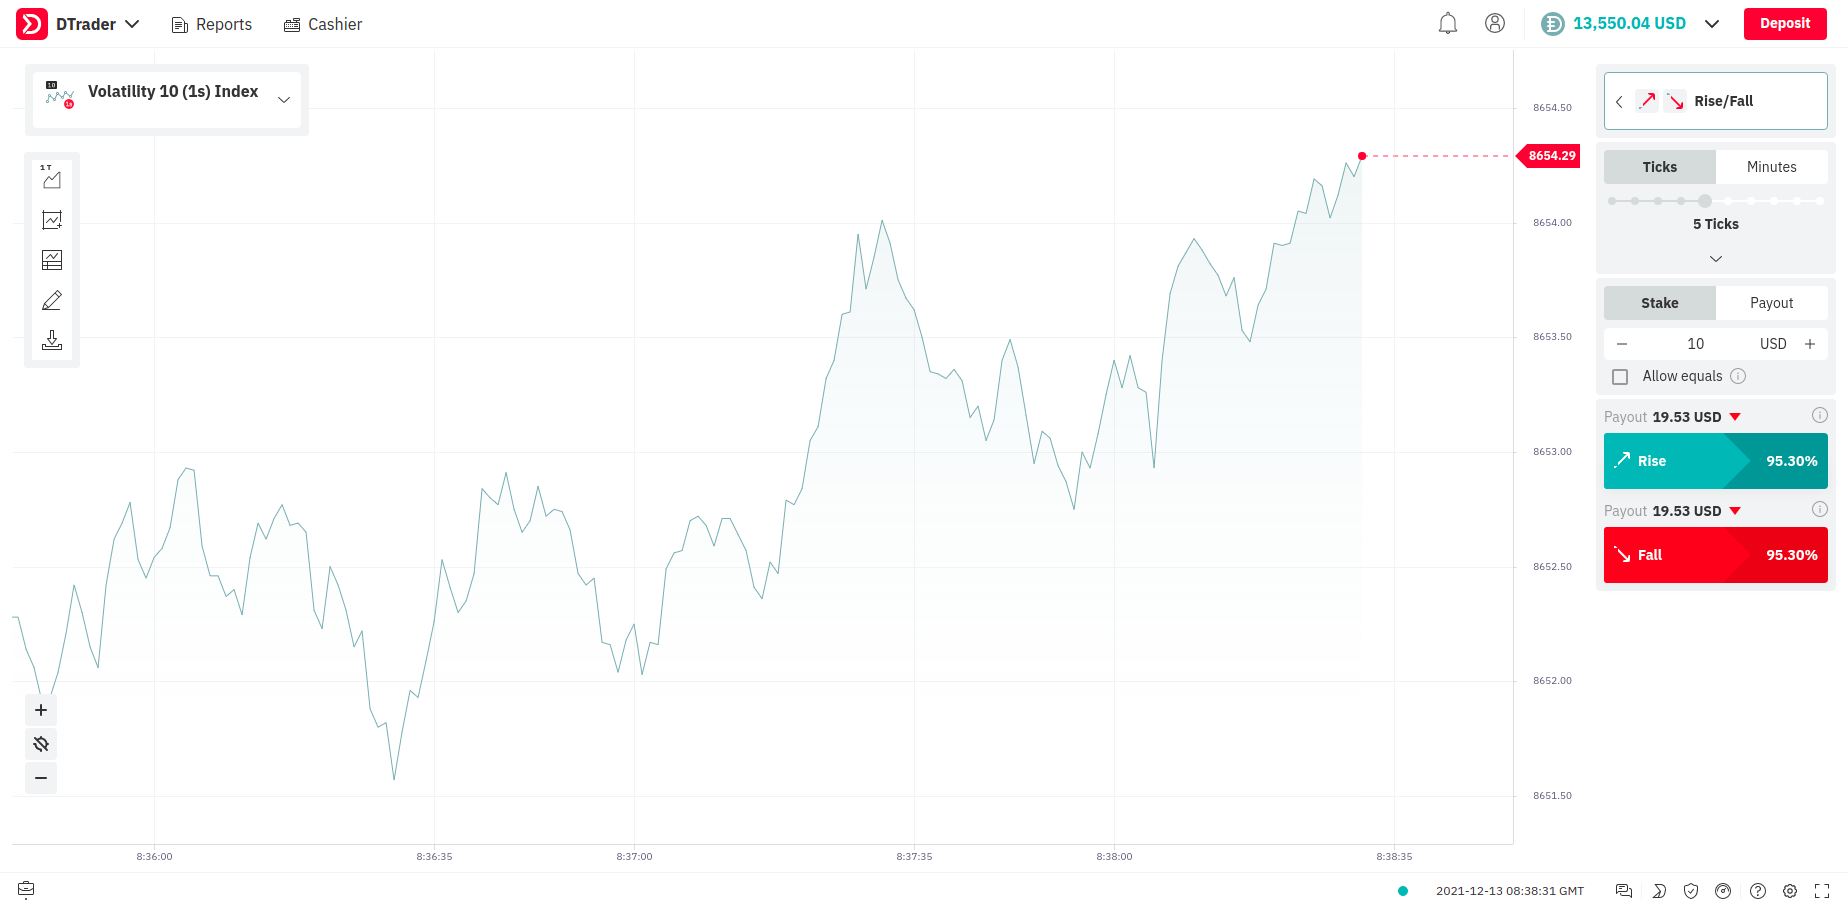 DTrader
Reports
Cashier
13,550.04 USD
Deposit
10
1s
Volatility 10 (1s) Index
1 T
8654.50
8654.29
8654.00
8653.50
8653.00
8652.50
8652.00
8651.50
8:36:00
8:36:35
8:37:00
8:37:35
8:38:00
8:38:35
Rise/Fall
Ticks
Minutes
5 Ticks
Stake
Payout
− 10 USD +
Allow equals
Payout 19.53 USD
Rise 95.30%
Payout 19.53 USD
Fall 95.30%
2021-12-13 08:38:31 GMT